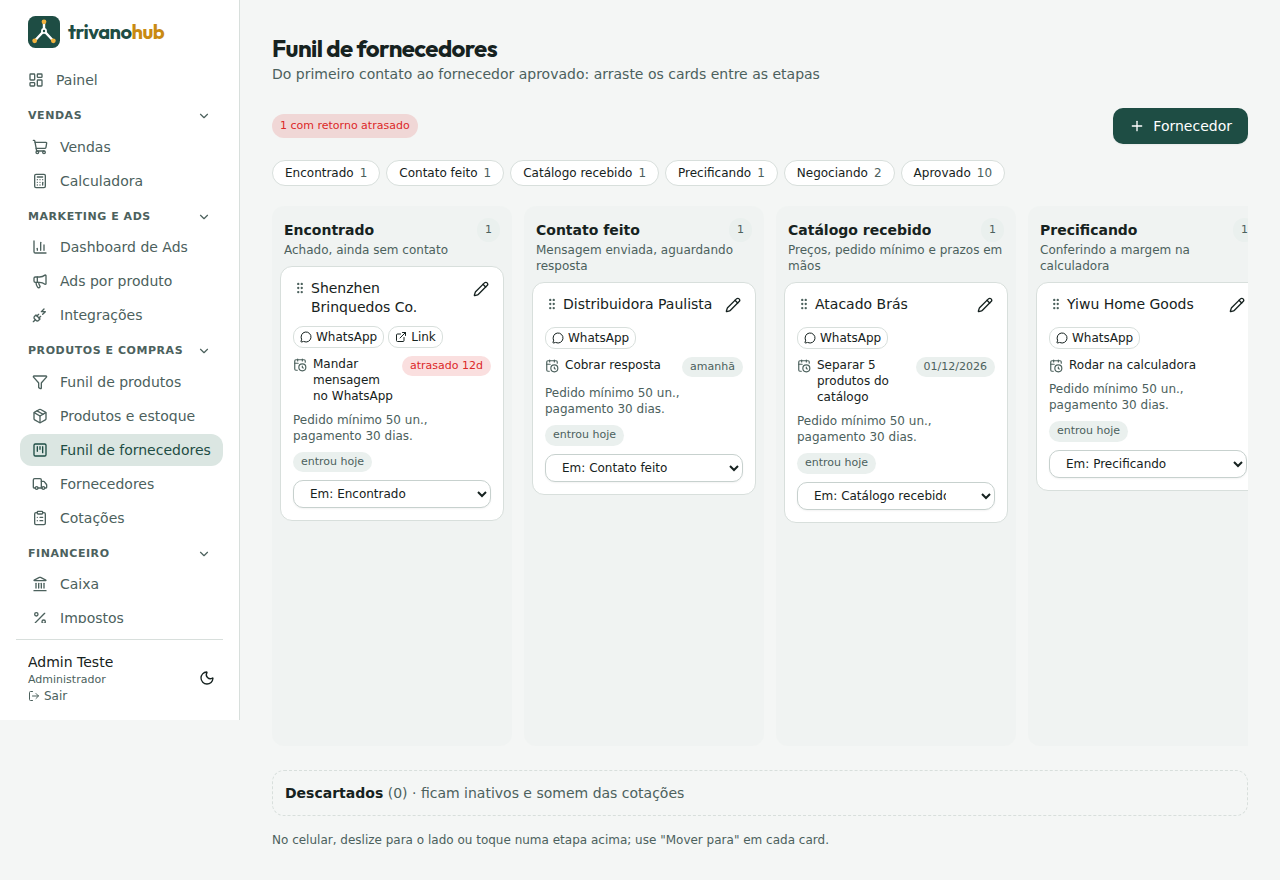 trivanohub
Painel
VENDAS
Vendas
Calculadora
MARKETING E ADS
Dashboard de Ads
Ads por produto
Integrações
PRODUTOS E COMPRAS
Funil de produtos
Produtos e estoque
Funil de fornecedores
Fornecedores
Cotações
FINANCEIRO
Caixa
Impostos
Admin Teste
Administrador
Sair
Funil de fornecedores
Do primeiro contato ao fornecedor aprovado: arraste os cards entre as etapas
1 com retorno atrasado
Fornecedor
Encontrado 1
Contato feito 1
Catálogo recebido 1
Precificando 1
Negociando 2
Aprovado 10
Encontrado 1
Achado, ainda sem contato
Shenzhen
Brinquedos Co.
WhatsApp Link
Mandar
mensagem
no WhatsApp
atrasado 12d
Pedido mínimo 50 un.,
pagamento 30 dias.
entrou hoje
Em: Encontrado
Contato feito 1
Mensagem enviada, aguardando
resposta
Distribuidora Paulista
WhatsApp
Cobrar resposta amanhã
Pedido mínimo 50 un.,
pagamento 30 dias.
entrou hoje
Em: Contato feito
Catálogo recebido 1
Preços, pedido mínimo e prazos em
mãos
Atacado Brás
WhatsApp
Separar 5
produtos do
catálogo
01/12/2026
Pedido mínimo 50 un.,
pagamento 30 dias.
entrou hoje
Em: Catálogo recebido
Precificando 1
Conferindo a margem na
calculadora
Yiwu Home Goods
WhatsApp
Rodar na calculadora
Pedido mínimo 50 un.,
pagamento 30 dias.
entrou hoje
Em: Precificando
Descartados (0) · ficam inativos e somem das cotações
No celular, deslize para o lado ou toque numa etapa acima; use "Mover para" em cada card.